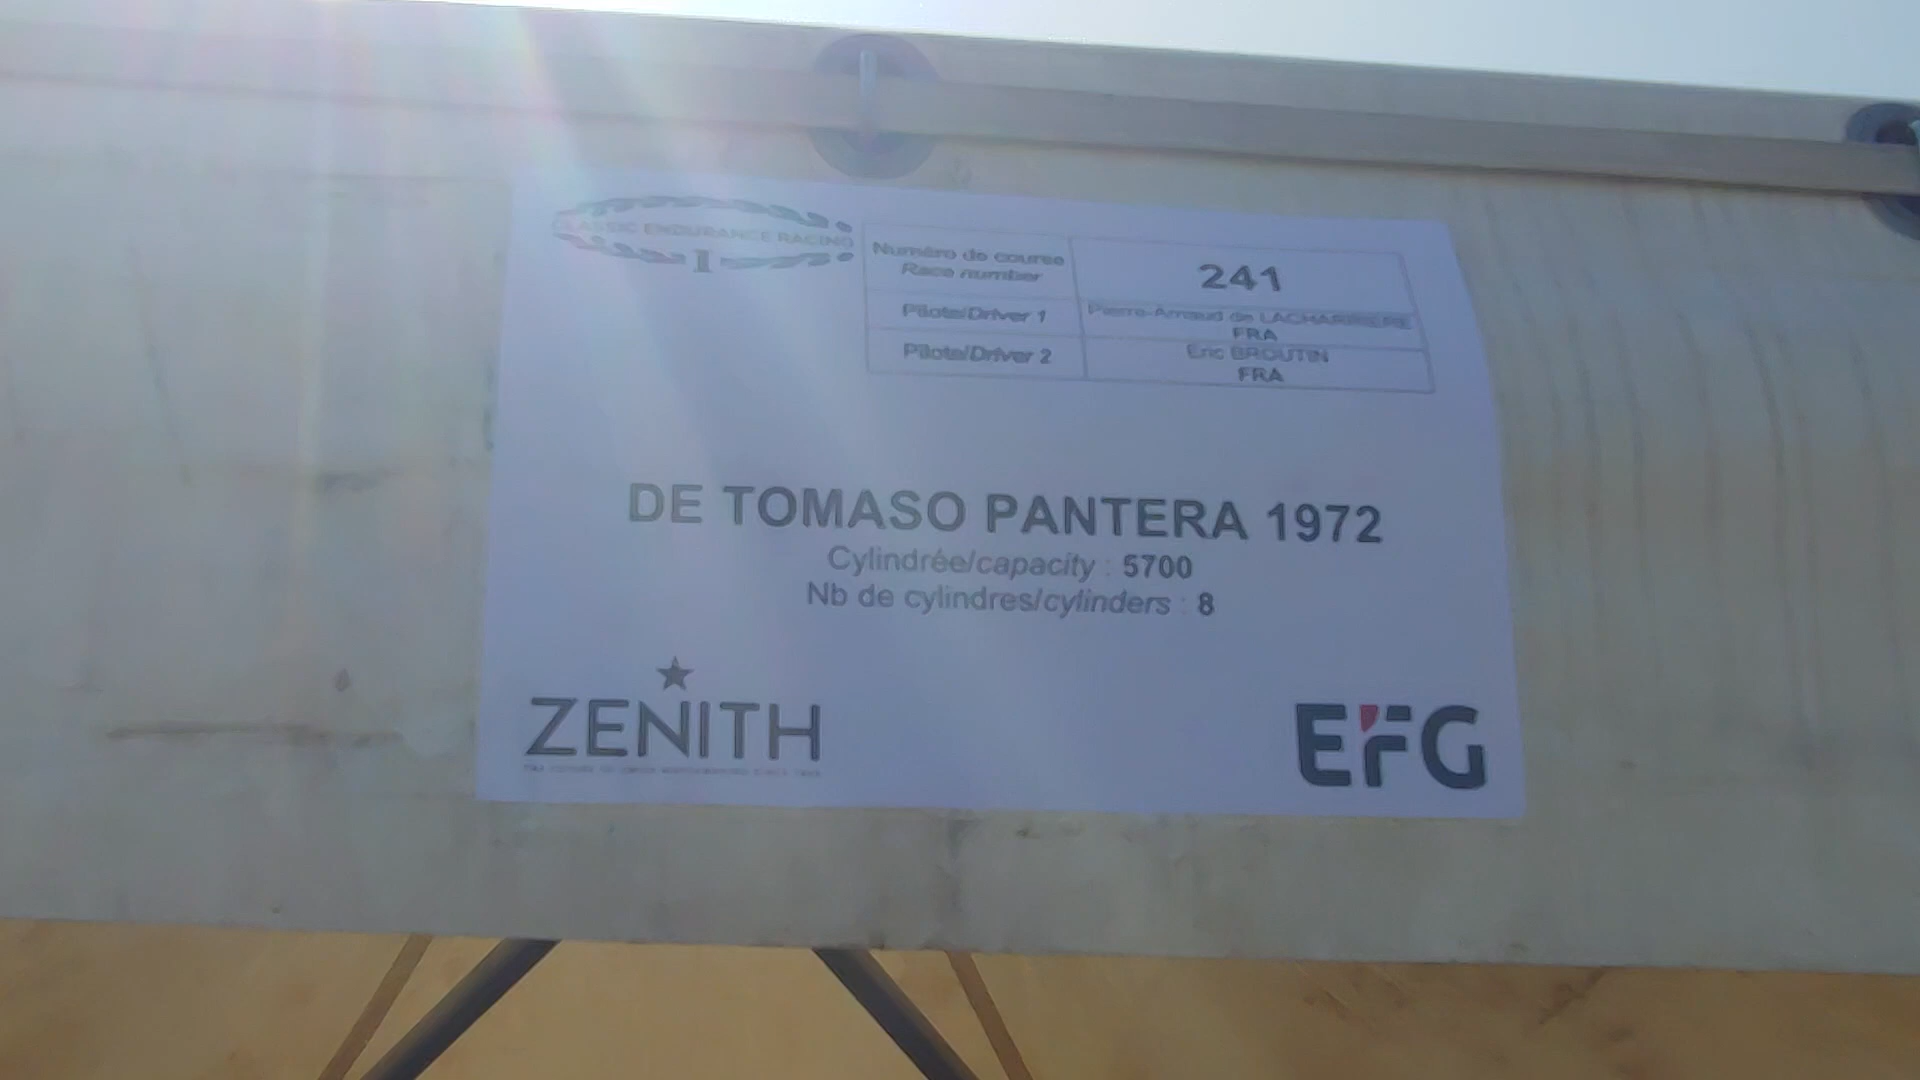 CLASSIC ENDURANCE RACING
I
Numéro de course
Race number
241
Pilote/Driver 1
Pierre-Arnaud de LACHARRIERE
FRA
Pilote/Driver 2
Eric BROUTIN
FRA
DE TOMASO PANTERA 1972
Cylindrée/capacity : 5700
Nb de cylindres/cylinders : 8
ZENITH
EFG